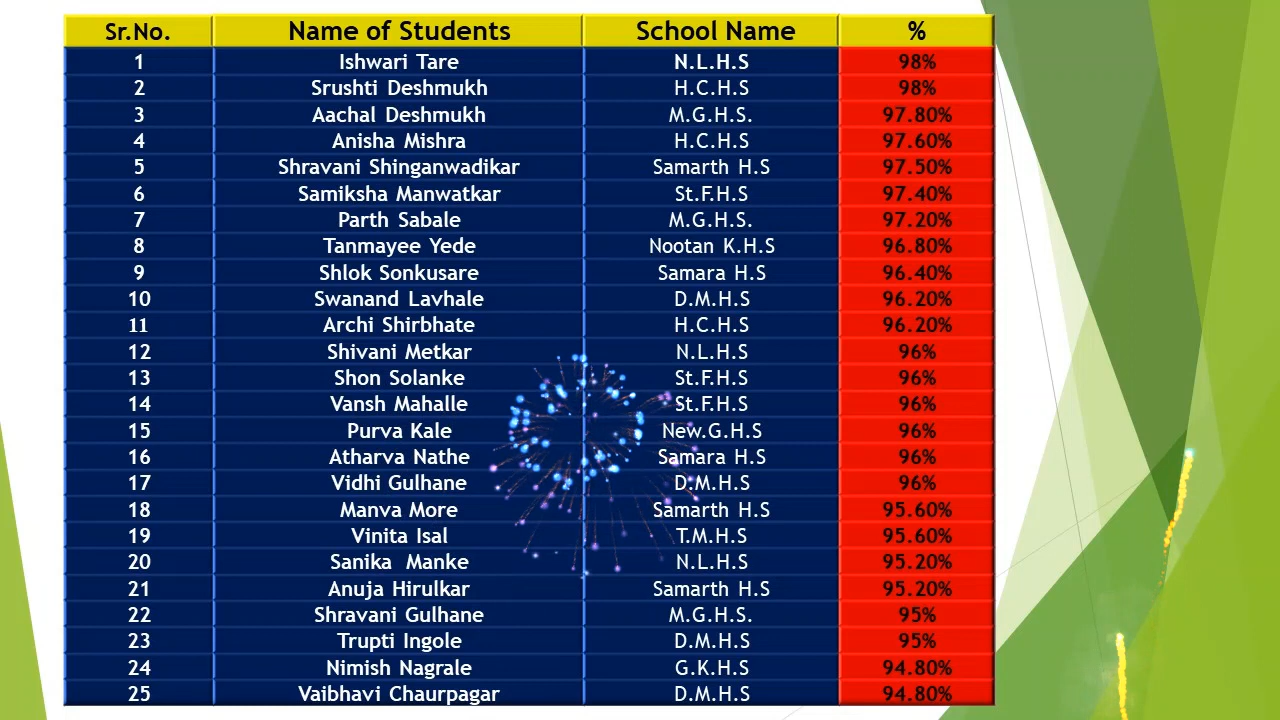 Sr.No. Name of Students School Name %
1 Ishwari Tare N.L.H.S 98%
2 Srushti Deshmukh H.C.H.S 98%
3 Aachal Deshmukh M.G.H.S. 97.80%
4 Anisha Mishra H.C.H.S 97.60%
5 Shravani Shinganwadikar Samarth H.S 97.50%
6 Samiksha Manwatkar St.F.H.S 97.40%
7 Parth Sabale M.G.H.S. 97.20%
8 Tanmayee Yede Nootan K.H.S 96.80%
9 Shlok Sonkusare Samara H.S 96.40%
10 Swanand Lavhale D.M.H.S 96.20%
11 Archi Shirbhate H.C.H.S 96.20%
12 Shivani Metkar N.L.H.S 96%
13 Shon Solanke St.F.H.S 96%
14 Vansh Mahalle St.F.H.S 96%
15 Purva Kale New.G.H.S 96%
16 Atharva Nathe Samara H.S 96%
17 Vidhi Gulhane D.M.H.S 96%
18 Manva More Samarth H.S 95.60%
19 Vinita Isal T.M.H.S 95.60%
20 Sanika Manke N.L.H.S 95.20%
21 Anuja Hirulkar Samarth H.S 95.20%
22 Shravani Gulhane M.G.H.S. 95%
23 Trupti Ingole D.M.H.S 95%
24 Nimish Nagrale G.K.H.S 94.80%
25 Vaibhavi Chaurpagar D.M.H.S 94.80%